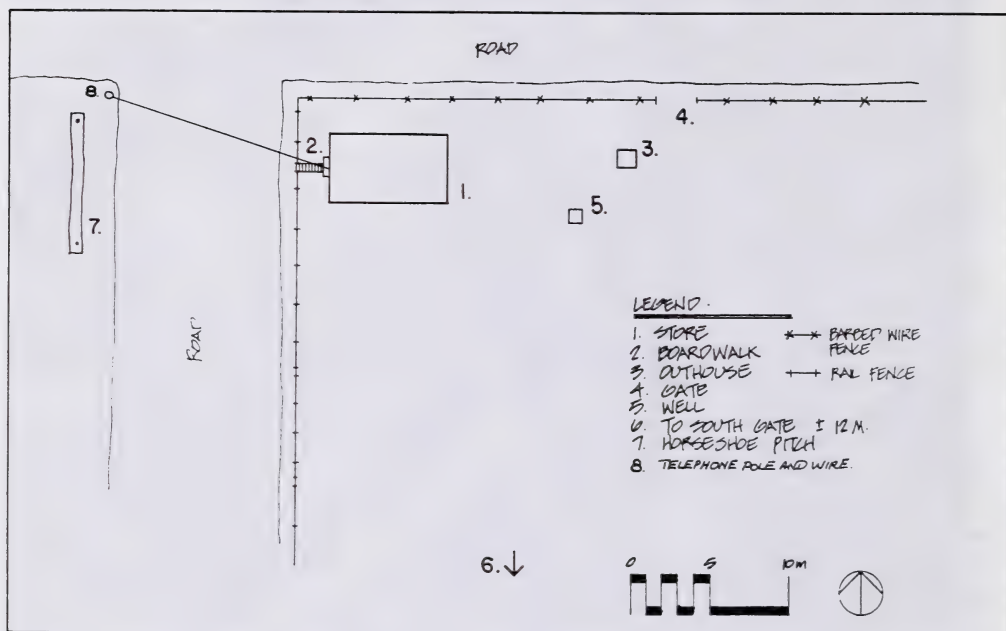 ROAD
8.
4.
2.
3.
1.
5.
7.
ROAD
LEGEND.
1. STORE
2. BOARDWALK
3. OUTHOUSE
4. GATE
5. WELL
6. TO SOUTH GATE ± 12 M.
7. HORSESHOE PITCH
8. TELEPHONE POLE AND WIRE.
BARBED WIRE
FENCE
RAIL FENCE
6.
0 5 10m